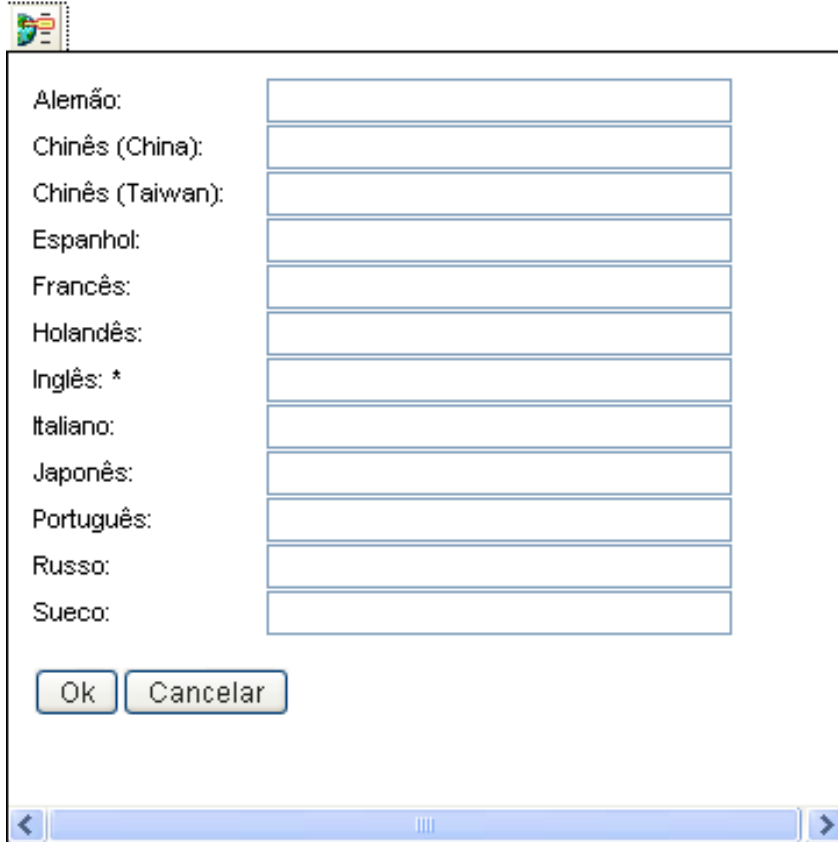 Alemão:
Chinês (China):
Chinês (Taiwan):
Espanhol:
Francês:
Holandês:
Inglês: *
Italiano:
Japonês:
Português:
Russo:
Sueco:
Ok Cancelar